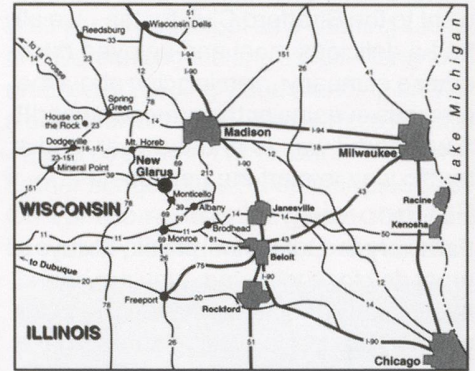 51
Wisconsin Dells
Reedsburg
23
I-90
151
26
41
to La Crosse
14
12
I-90
Spring
Green
78
14
House on
the Rock
23
Madison
I-94
18
Milwaukee
Lake Michigan
Dodgeville
18-151
23-151
Mt. Horeb
69
I-90
12
Mineral Point
39
New
Glarus
213
151
Monticello
39
Albany
59
14
Janesville
14
Racine
Kenosha
WISCONSIN
78
11
11
69
Monroe
11
Brodhead
81
43
43
50
26
Beloit
to Dubuque
20
75
I-90
Freeport
20
Rockford
12
14
78
ILLINOIS
26
51
I-90
Chicago